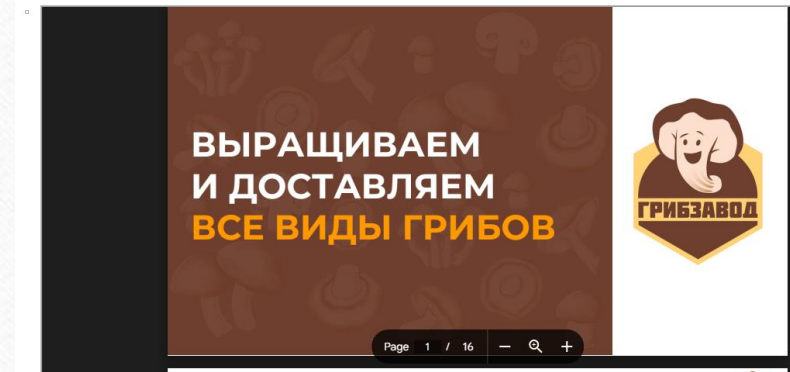 ВЫРАЩИВАЕМ
И ДОСТАВЛЯЕМ
ВСЕ ВИДЫ ГРИБОВ
ГРИБЗАВОД
Page 1 / 16